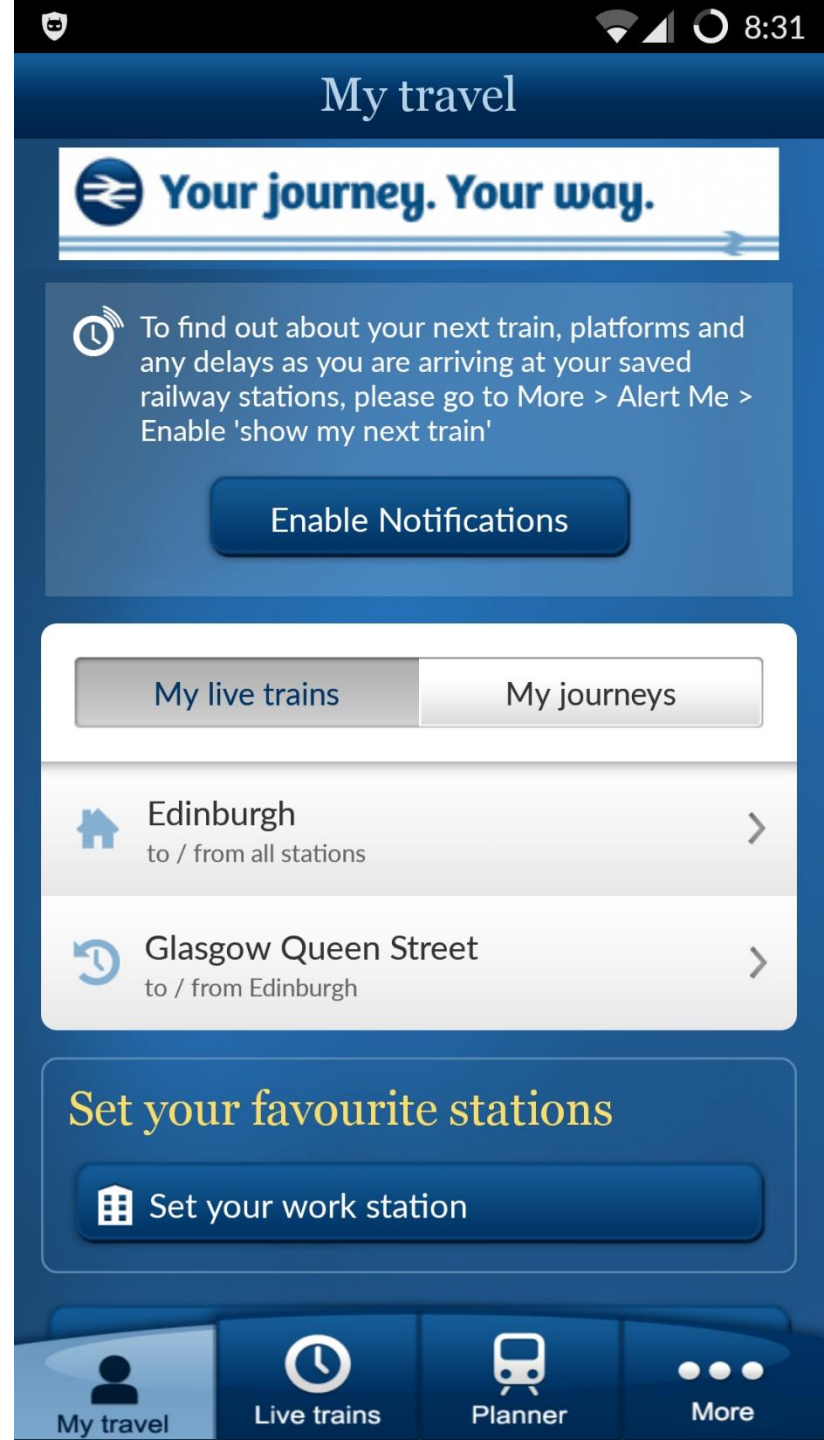 8:31
My travel
Your journey. Your way.
To find out about your next train, platforms and
any delays as you are arriving at your saved
railway stations, please go to More > Alert Me >
Enable 'show my next train'
Enable Notifications
My live trains
My journeys
Edinburgh
to / from all stations
Glasgow Queen Street
to / from Edinburgh
Set your favourite stations
Set your work station
My travel
Live trains
Planner
More